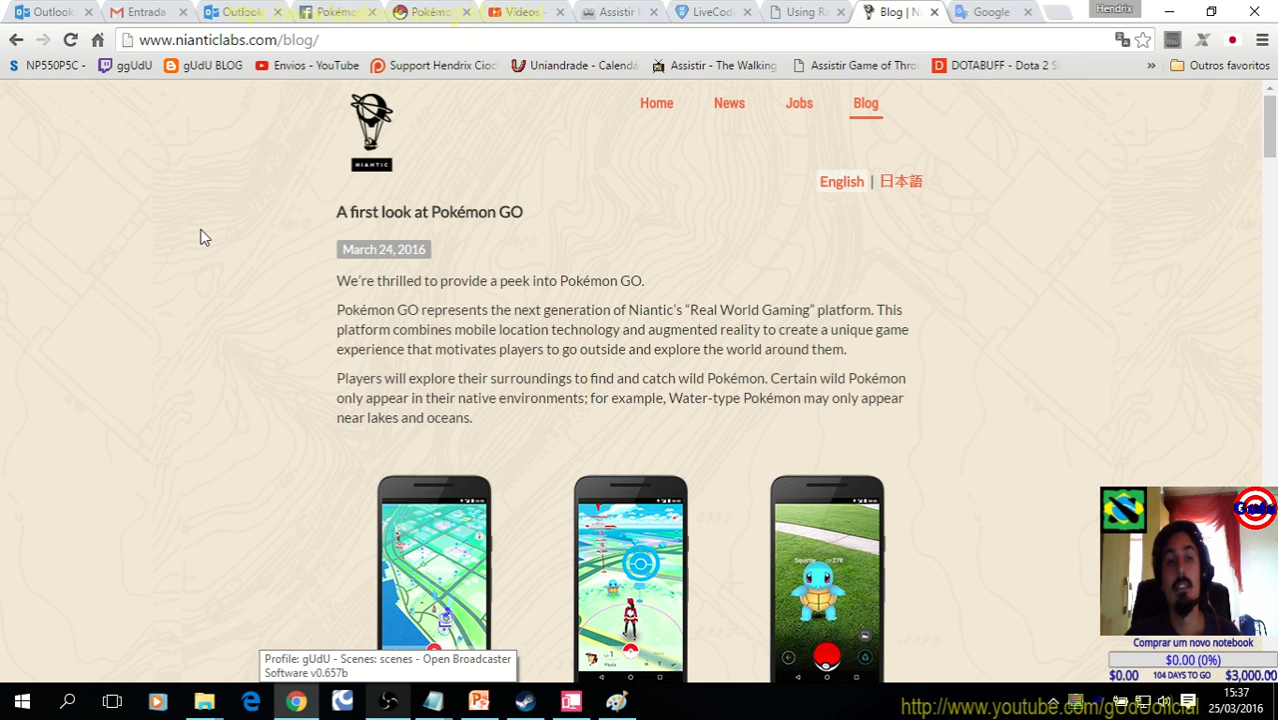 Outlook.
Entrada
Outlook
Pokémo
Pokémo
Vídeos -
Assistir F
LiveCod
Using Ra
Blog | Ni
Google T
Hendrix
www.nianticlabs.com/blog/
NP550P5C -
ggUdU
gUdU BLOG
Envios - YouTube
Support Hendrix Cioc
Uniandrade - Calend
Assistir - The Walking
Assistir Game of Thro
DOTABUFF - Dota 2 S
»
Outros favoritos
Home
News
Jobs
Blog
NIANTIC
English | 日本語
A first look at Pokémon GO
March 24, 2016
We're thrilled to provide a peek into Pokémon GO.
Pokémon GO represents the next generation of Niantic's “Real World Gaming” platform. This
platform combines mobile location technology and augmented reality to create a unique game
experience that motivates players to go outside and explore the world around them.
Players will explore their surroundings to find and catch wild Pokémon. Certain wild Pokémon
only appear in their native environments; for example, Water-type Pokémon may only appear
near lakes and oceans.
Squirtle
Gudu
Profile: gUdU - Scenes: scenes - Open Broadcaster
Software v0.657b
Comprar um novo notebook
$0.00 (0%)
$0.00
104 DAYS TO GO
$3,000.00
15:37
25/03/2016